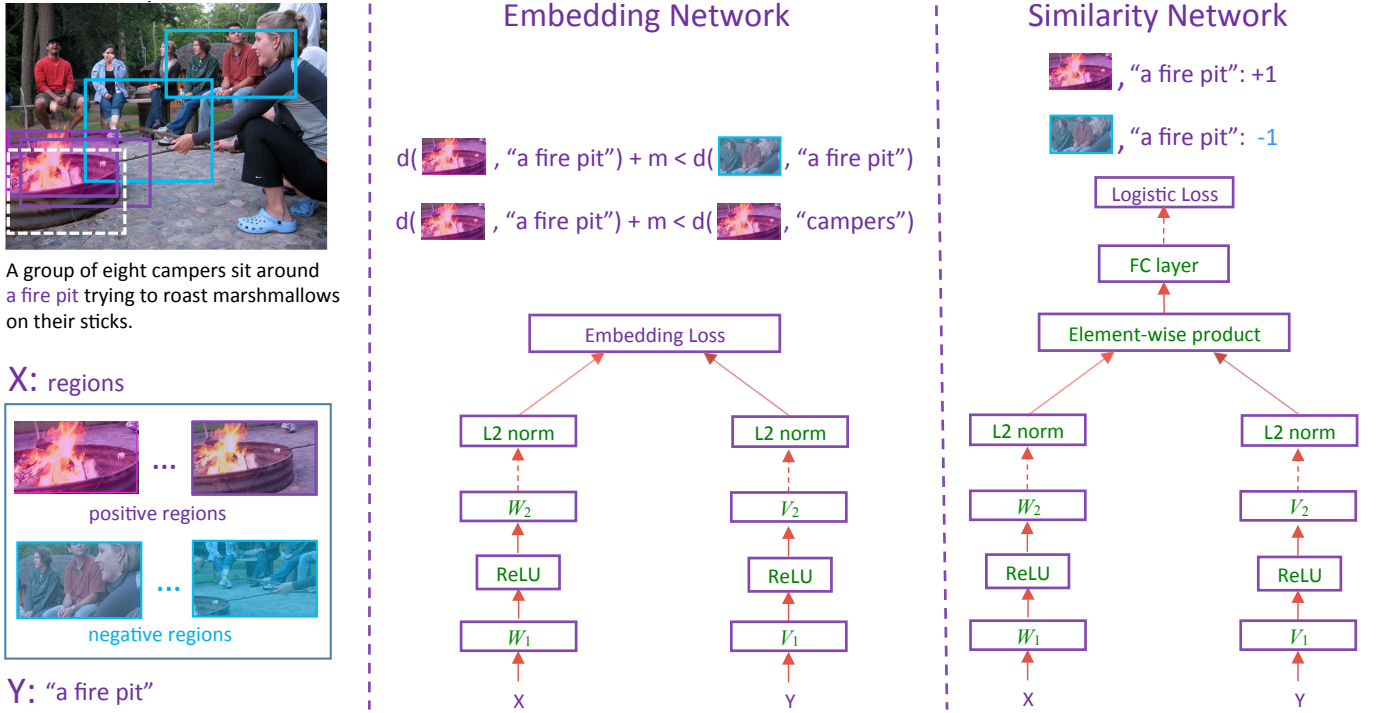 A group of eight campers sit around
a fire pit trying to roast marshmallows
on their sticks.
X: regions
...
positive regions
...
negative regions
Y: “a fire pit”
Embedding Network
d( , “a fire pit”) + m < d( , “a fire pit”)
d( , “a fire pit”) + m < d( , “campers”)
Embedding Loss
L2 norm L2 norm
W2 V2
ReLU ReLU
W1 V1
X Y
Similarity Network
, “a fire pit”: +1
, “a fire pit”: -1
Logistic Loss
FC layer
Element-wise product
L2 norm L2 norm
W2 V2
ReLU ReLU
W1 V1
X Y